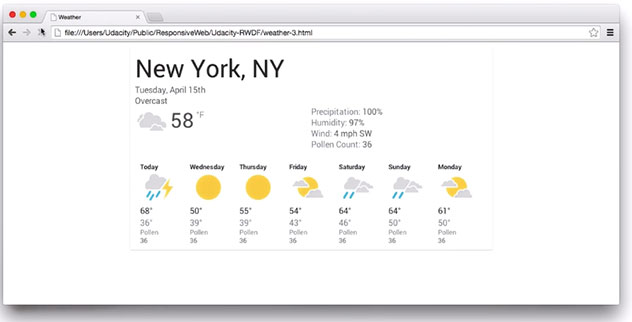 Weather
file:///Users/Udacity/Public/ResponsiveWeb/Udacity-RWDF/weather-3.html
New York, NY
Tuesday, April 15th
Overcast
58 °F
Precipitation: 100%
Humidity: 97%
Wind: 4 mph SW
Pollen Count: 36
Today Wednesday Thursday Friday Saturday Sunday Monday
68° 50° 55° 54° 64° 64° 61°
36° 39° 39° 43° 46° 50° 50°
Pollen Pollen Pollen Pollen Pollen Pollen Pollen
36 36 36 36 36 36 36